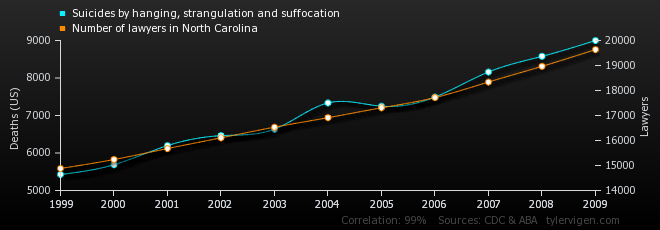 Suicides by hanging, strangulation and suffocation
Number of lawyers in North Carolina
9000
8000
7000
6000
5000
Deaths (US)
20000
19000
18000
17000
16000
15000
14000
Lawyers
1999 2000 2001 2002 2003 2004 2005 2006 2007 2008 2009
Correlation: 99% Sources: CDC & ABA tylervigen.com